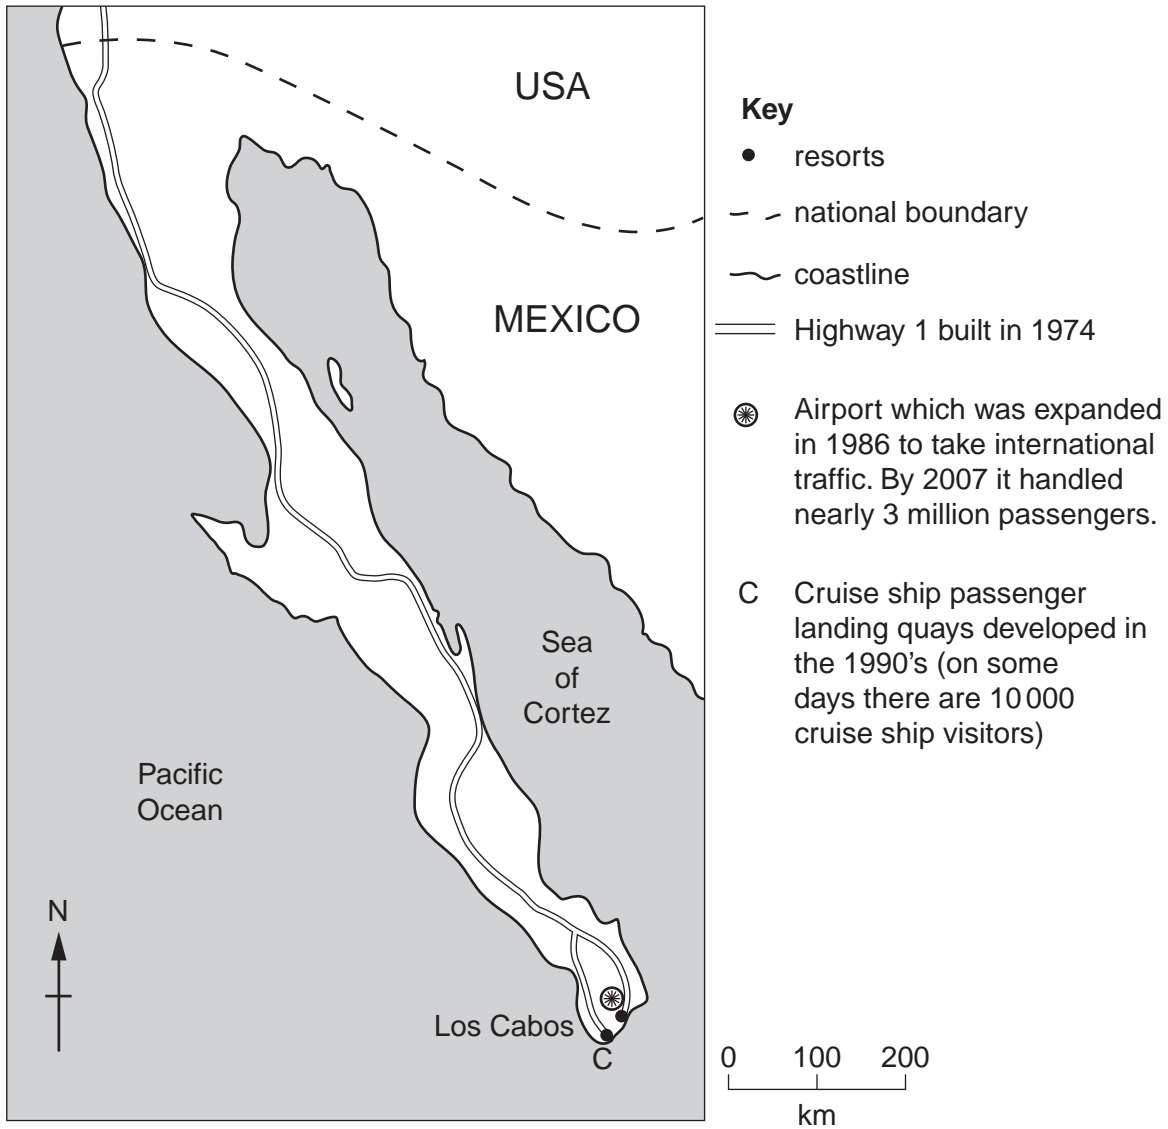 USA
MEXICO
Sea
of
Cortez
Pacific
Ocean
N
Los Cabos
C
Key
resorts
national boundary
coastline
Highway 1 built in 1974
Airport which was expanded
in 1986 to take international
traffic. By 2007 it handled
nearly 3 million passengers.
C Cruise ship passenger
landing quays developed in
the 1990’s (on some
days there are 10 000
cruise ship visitors)
0 100 200
km